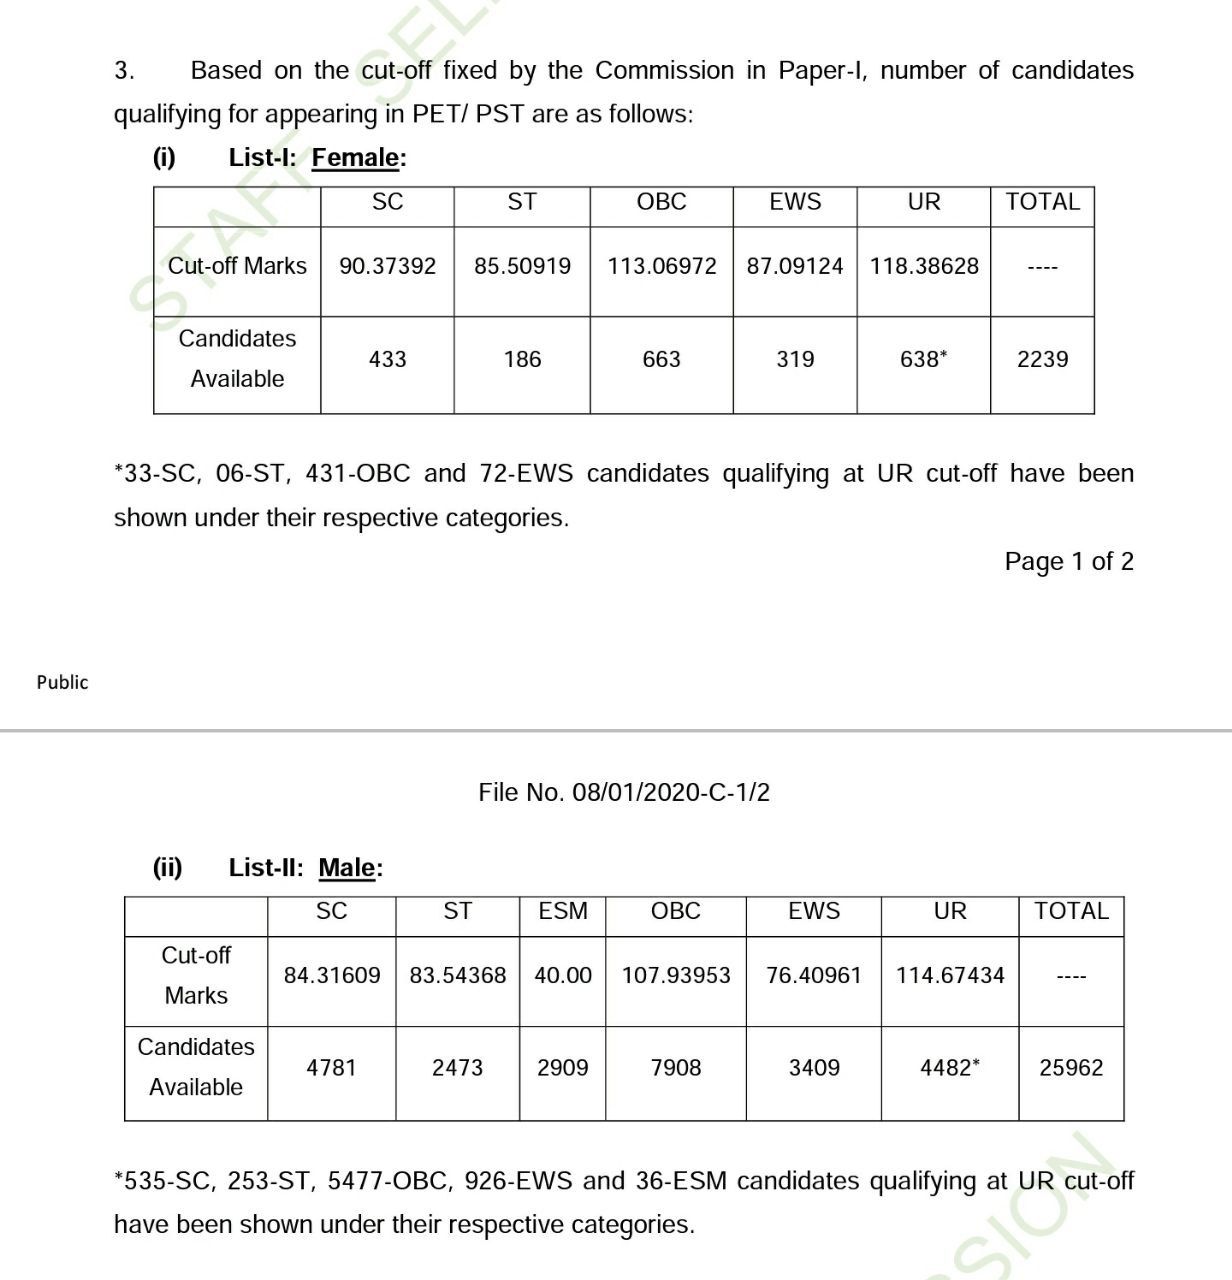 3. Based on the cut-off fixed by the Commission in Paper-I, number of candidates
qualifying for appearing in PET/ PST are as follows:
(i) List-I: Female:
SC ST OBC EWS UR TOTAL
Cut-off Marks 90.37392 85.50919 113.06972 87.09124 118.38628 ----
Candidates
Available
433 186 663 319 638* 2239
*33-SC, 06-ST, 431-OBC and 72-EWS candidates qualifying at UR cut-off have been
shown under their respective categories.
Page 1 of 2
Public
File No. 08/01/2020-C-1/2
(ii) List-II: Male:
SC ST ESM OBC EWS UR TOTAL
Cut-off
Marks
84.31609 83.54368 40.00 107.93953 76.40961 114.67434 ----
Candidates
Available
4781 2473 2909 7908 3409 4482* 25962
*535-SC, 253-ST, 5477-OBC, 926-EWS and 36-ESM candidates qualifying at UR cut-off
have been shown under their respective categories.
STAFF